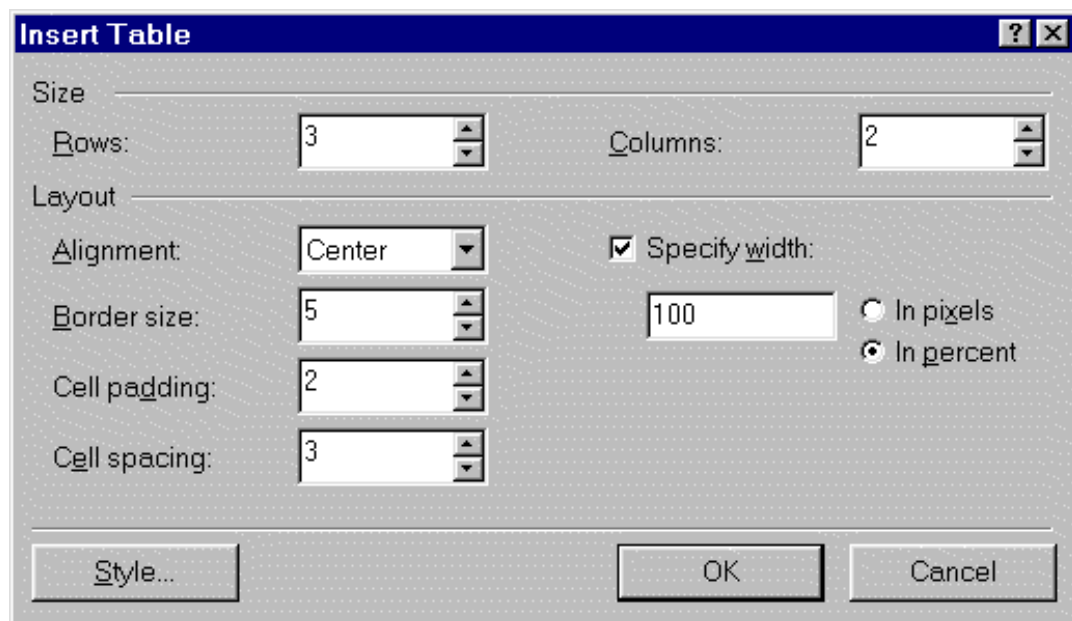 Insert Table
Size
Rows: 3 Columns: 2
Layout
Alignment: Center Specify width:
Border size: 5 100 In pixels
In percent
Cell padding: 2
Cell spacing: 3
Style... OK Cancel